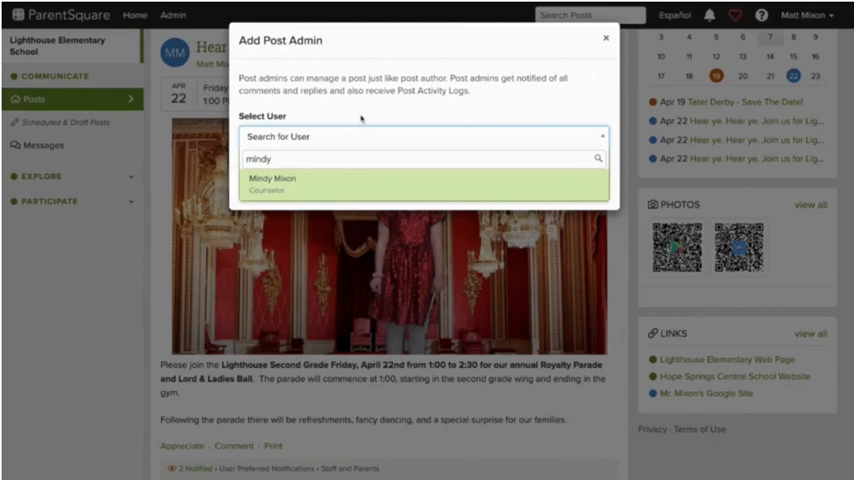 ParentSquare Home Admin Search Posts Español Matt Mixon
Lighthouse Elementary
School
COMMUNICATE
Posts
Scheduled & Draft Posts
Messages
EXPLORE
PARTICIPATE
MM
Hear
Matt Mix
APR
22
Friday
1:00 P
Add Post Admin
×
Post admins can manage a post just like post author. Post admins get notified of all
comments and replies and also receive Post Activity Logs.
Select User
Search for User
mindy
Mindy Mixon
Counselor
Please join the Lighthouse Second Grade Friday, April 22nd from 1:00 to 2:30 for our annual Royalty Parade
and Lord & Ladies Ball. The parade will commence at 1:00, starting in the second grade wing and ending in the
gym.
Following the parade there will be refreshments, fancy dancing, and a special surprise for our families.
Appreciate · Comment · Print
2 Notified • User Preferred Notifications • Staff and Parents
3 4 5 6 7 8 9
10 11 12 13 14 15 16
17 18 19 20 21 22 23
Apr 19 Tater Derby - Save The Date!
Apr 22 Hear ye. Hear ye. Join us for Lig...
Apr 22 Hear ye. Hear ye. Join us for Lig...
Apr 22 Hear ye. Hear ye. Join us for Lig...
PHOTOS view all
LINKS view all
Lighthouse Elementary Web Page
Hope Springs Central School Website
Mr. Mixon's Google Site
Privacy · Terms of Use